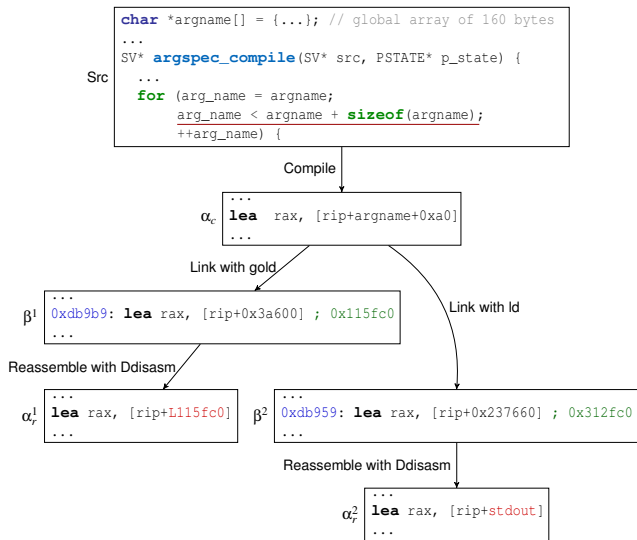 char *argname[] = {...}; // global array of 160 bytes
...
SV* argspec_compile(SV* src, PSTATE* p_state) {
...
Src
for (arg_name = argname;
arg_name < argname + sizeof(argname);
++arg_name) {
Compile
...
αc lea rax, [rip+argname+0xa0]
...
Link with gold
Link with ld
...
β1 0xdb9b9: lea rax, [rip+0x3a600] ; 0x115fc0
...
Reassemble with Ddisasm
...
α1r lea rax, [rip+L115fc0]
...
...
β2 0xdb959: lea rax, [rip+0x237660] ; 0x312fc0
...
Reassemble with Ddisasm
...
α2r lea rax, [rip+stdout]
...